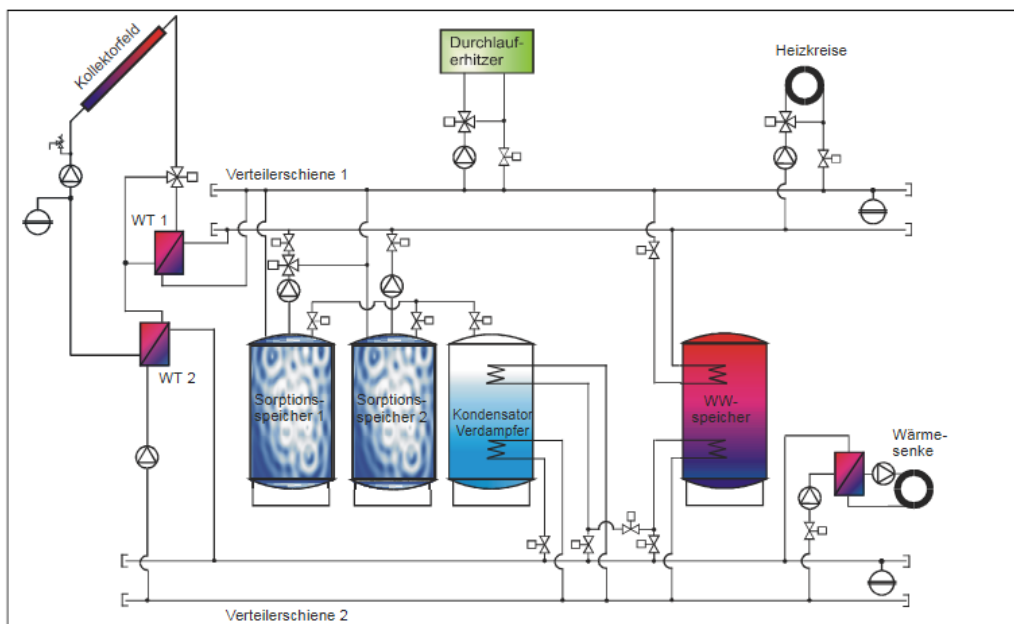 Kollektorfeld
Durchlauf-
erhitzer
Heizkreise
Verteilerschiene 1
WT 1
WT 2
Sorptions-
speicher 1
Sorptions-
speicher 2
Kondensator
Verdampfer
WW-
speicher
Wärme-
senke
Verteilerschiene 2